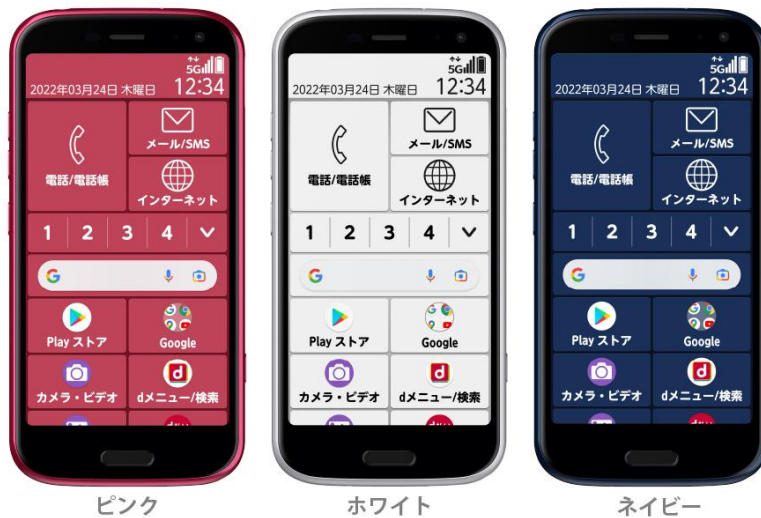 5G
2022年03月24日 木曜日 12:34
電話/電話帳
メール/SMS
インターネット
1 2 3 4
G
Play ストア
Google
カメラ・ビデオ
dメニュー/検索
5G
2022年03月24日 木曜日 12:34
電話/電話帳
メール/SMS
インターネット
1 2 3 4
G
Play ストア
Google
カメラ・ビデオ
dメニュー/検索
5G
2022年03月24日 木曜日 12:34
電話/電話帳
メール/SMS
インターネット
1 2 3 4
G
Play ストア
Google
カメラ・ビデオ
dメニュー/検索
ピンク
ホワイト
ネイビー